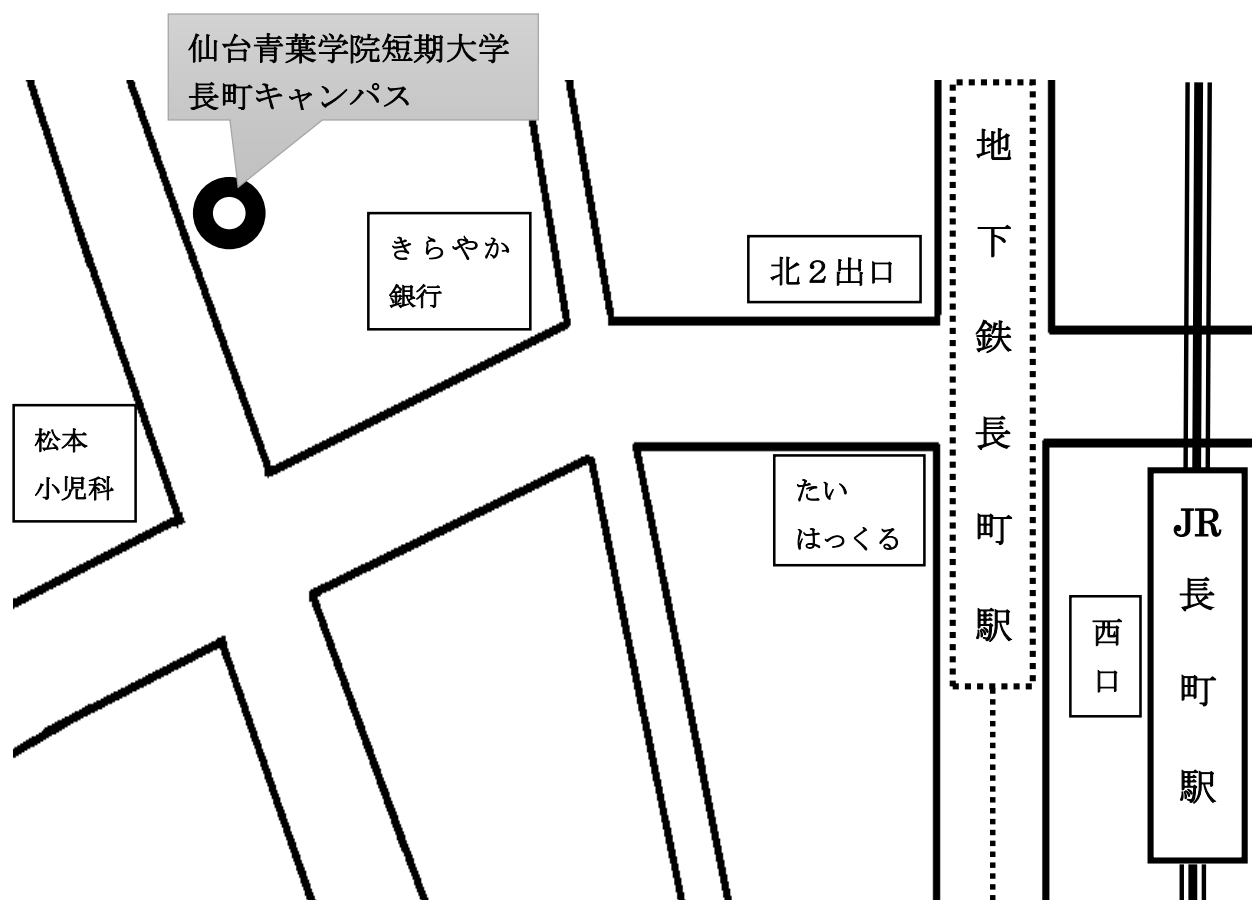 仙台青葉学院短期大学
長町キャンパス
きらやか
銀行
北２出口
地下鉄長町駅
松本
小児科
たい
はっくる
西口
JR長町駅